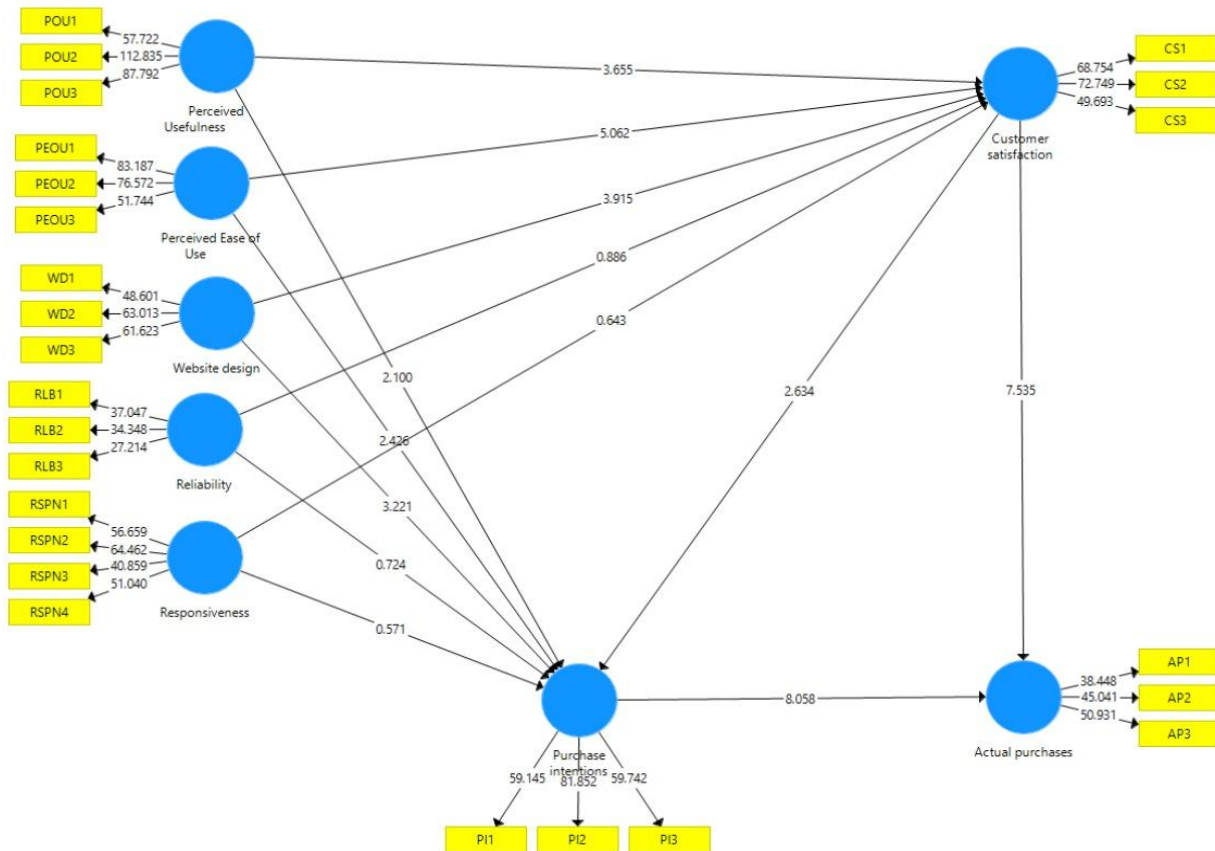 POU1
57.722
POU2
112.835
87.792
POU3
Perceived
Usefulness
3.655
CS1
68.754
CS2
72.749
49.693
CS3
Customer
satisfaction
PEOU1
83.187
PEOU2
76.572
51.744
PEOU3
Perceived Ease of
Use
5.062
WD1
48.601
WD2
63.013
61.623
WD3
Website design
3.915
0.886
0.643
RLB1
37.047
RLB2
34.348
27.214
RLB3
Reliability
2.100
2.634
7.535
2.426
3.221
RSPN1
56.659
RSPN2
64.462
RSPN3
40.859
51.040
RSPN4
Responsiveness
0.724
0.571
8.058
AP1
38.448
AP2
45.041
50.931
AP3
Actual purchases
Purchase
intentions
59.145
81.852
59.742
PI1
PI2
PI3